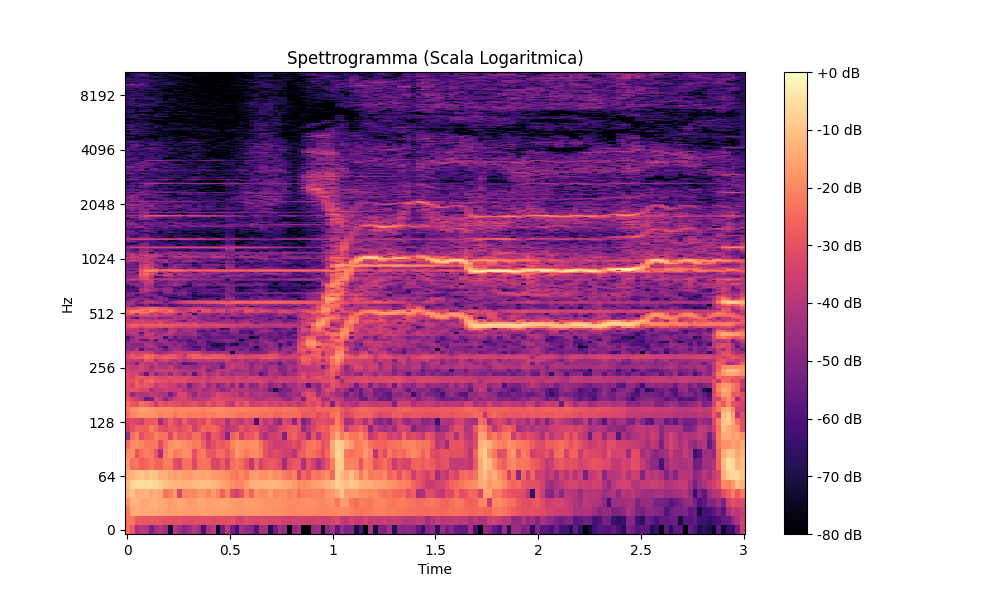 Spettrogramma (Scala Logaritmica)
8192
4096
2048
1024
512
256
128
64
0
Hz
0
0.5
1
1.5
2
2.5
3
Time
+0 dB
-10 dB
-20 dB
-30 dB
-40 dB
-50 dB
-60 dB
-70 dB
-80 dB